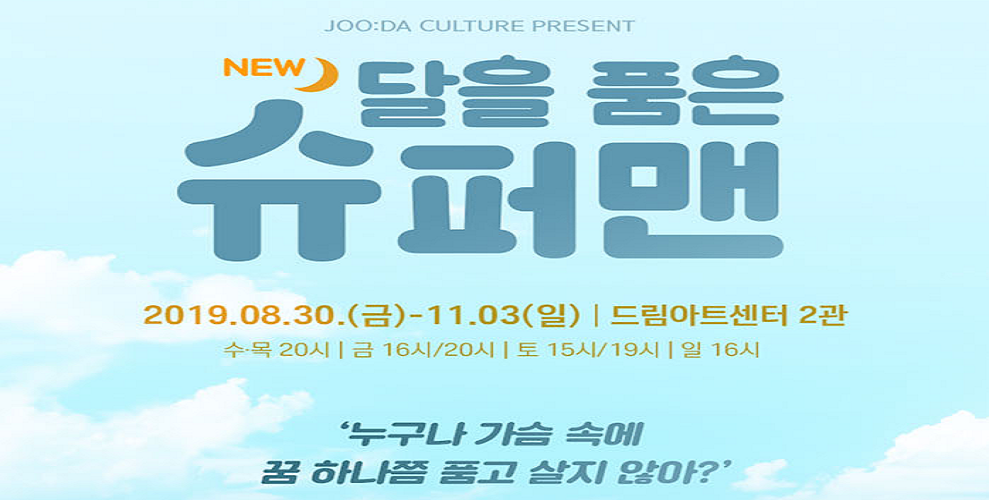 JOO:DA CULTURE PRESENT
NEW 달을 품은
슈퍼맨
2019.08.30.(금)-11.03(일) | 드림아트센터 2관
수·목 20시 | 금 16시/20시 | 토 15시/19시 | 일 16시
‘누구나 가슴 속에
꿈 하나쯤 품고 살지 않아?’